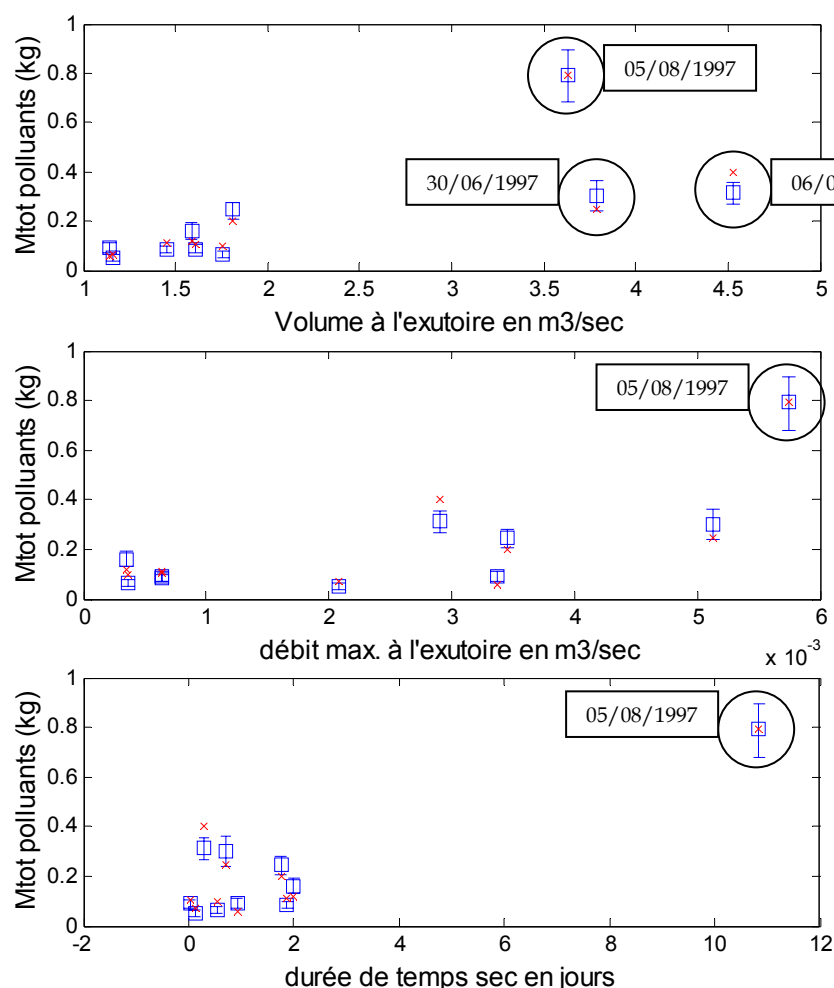 1
0.8
0.6
0.4
0.2
0
Mtot polluants (kg)
05/08/1997
30/06/1997
06/0
1 1.5 2 2.5 3 3.5 4 4.5 5
Volume à l'exutoire en m3/sec
1
0.8
0.6
0.4
0.2
0
Mtot polluants (kg)
05/08/1997
0 1 2 3 4 5 6
débit max. à l'exutoire en m3/sec
x 10-3
1
0.8
0.6
0.4
0.2
0
Mtot polluants (kg)
05/08/1997
-2 0 2 4 6 8 10 12
durée de temps sec en jours